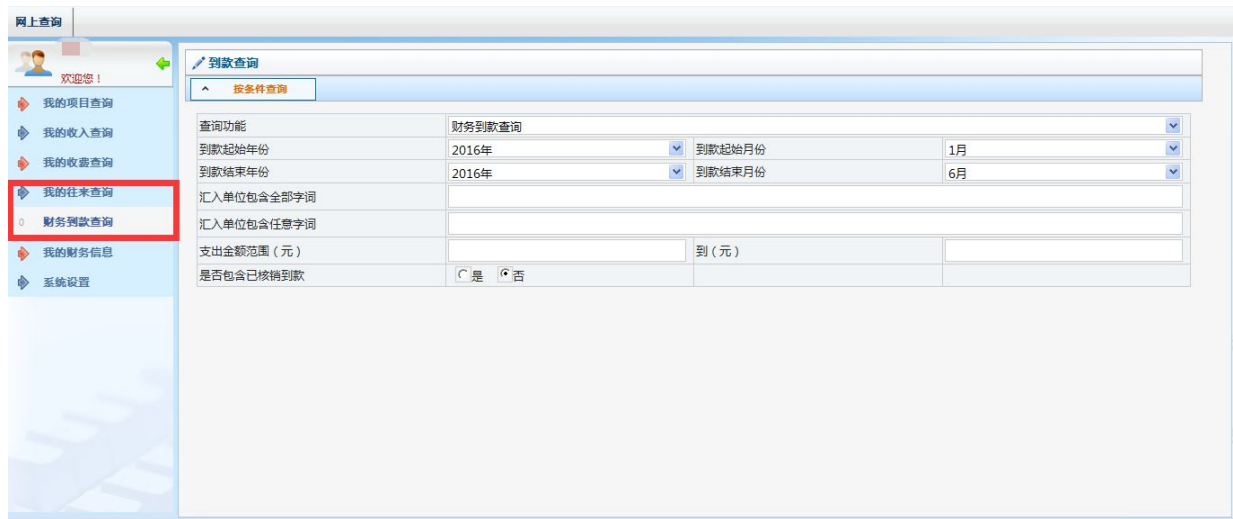 网上查询
欢迎您！
我的项目查询
我的收入查询
我的收费查询
我的往来查询
0 财务到款查询
我的财务信息
系统设置
到款查询
按条件查询
查询功能 财务到款查询
到款起始年份 2016年 到款起始月份 1月
到款结束年份 2016年 到款结束月份 6月
汇入单位包含全部字词
汇入单位包含任意字词
支出金额范围（元） 到（元）
是否包含已核销到款 是 否